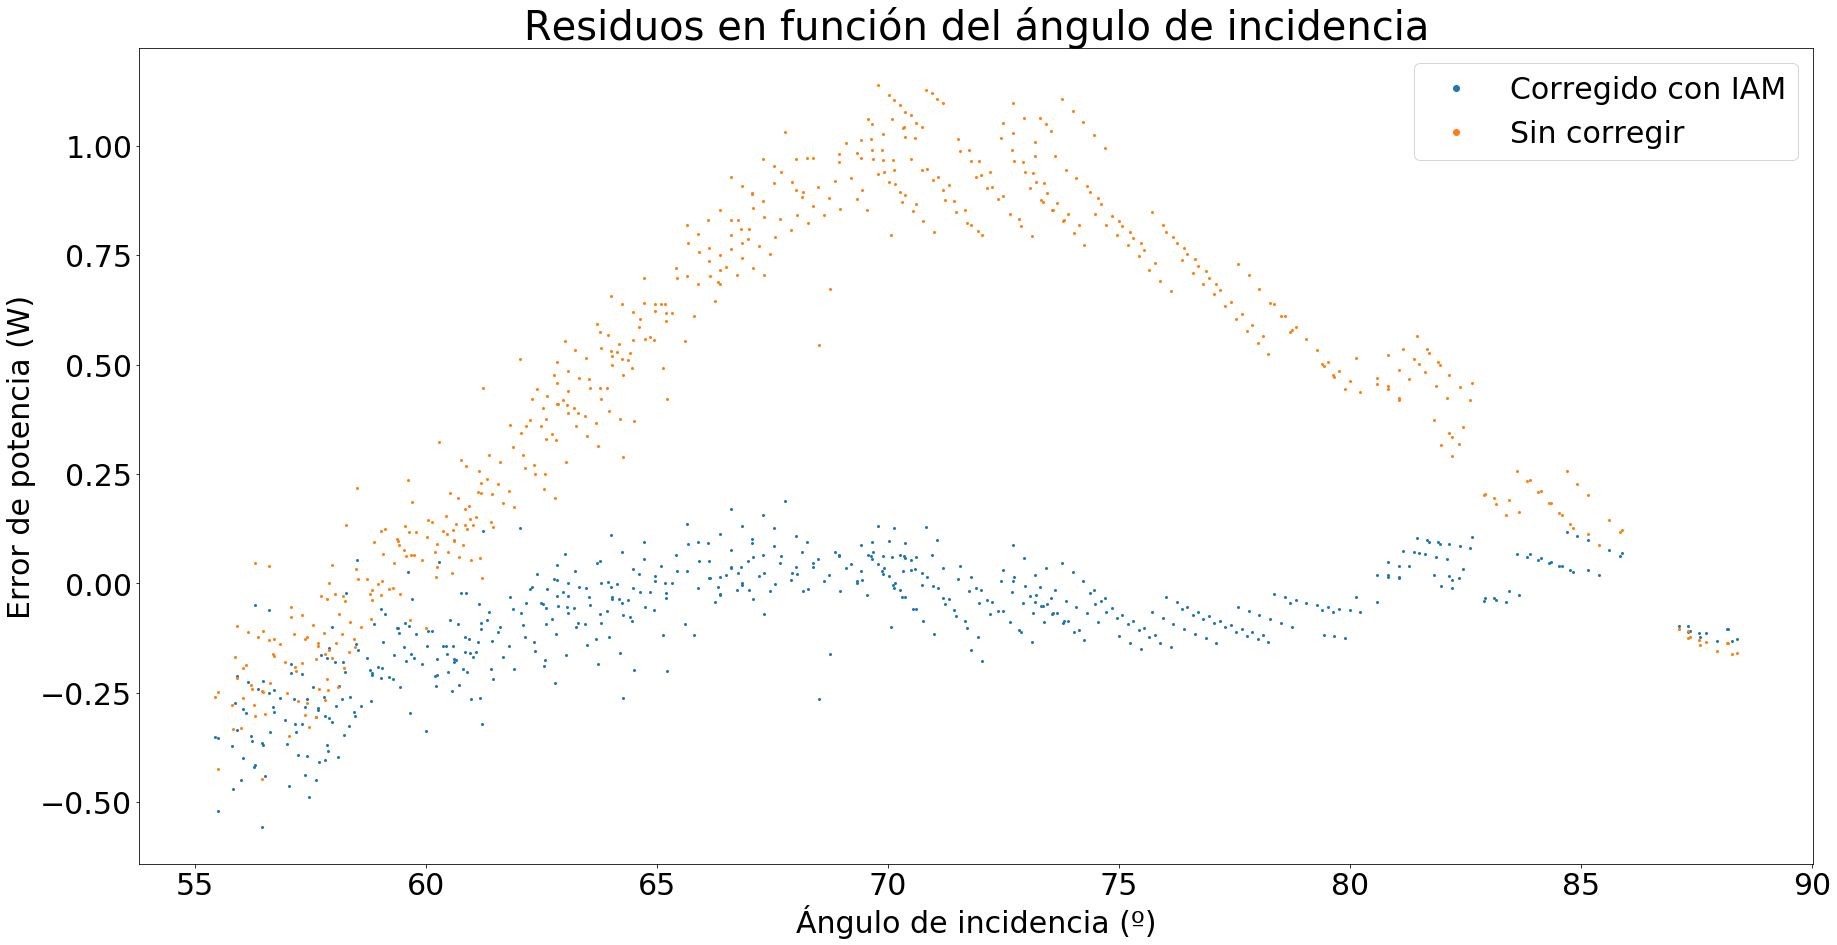 Residuos en función del ángulo de incidencia
Corregido con IAM
Sin corregir
Error de potencia (W)
1.00
0.75
0.50
0.25
0.00
−0.25
−0.50
55 60 65 70 75 80 85 90
Ángulo de incidencia (º)